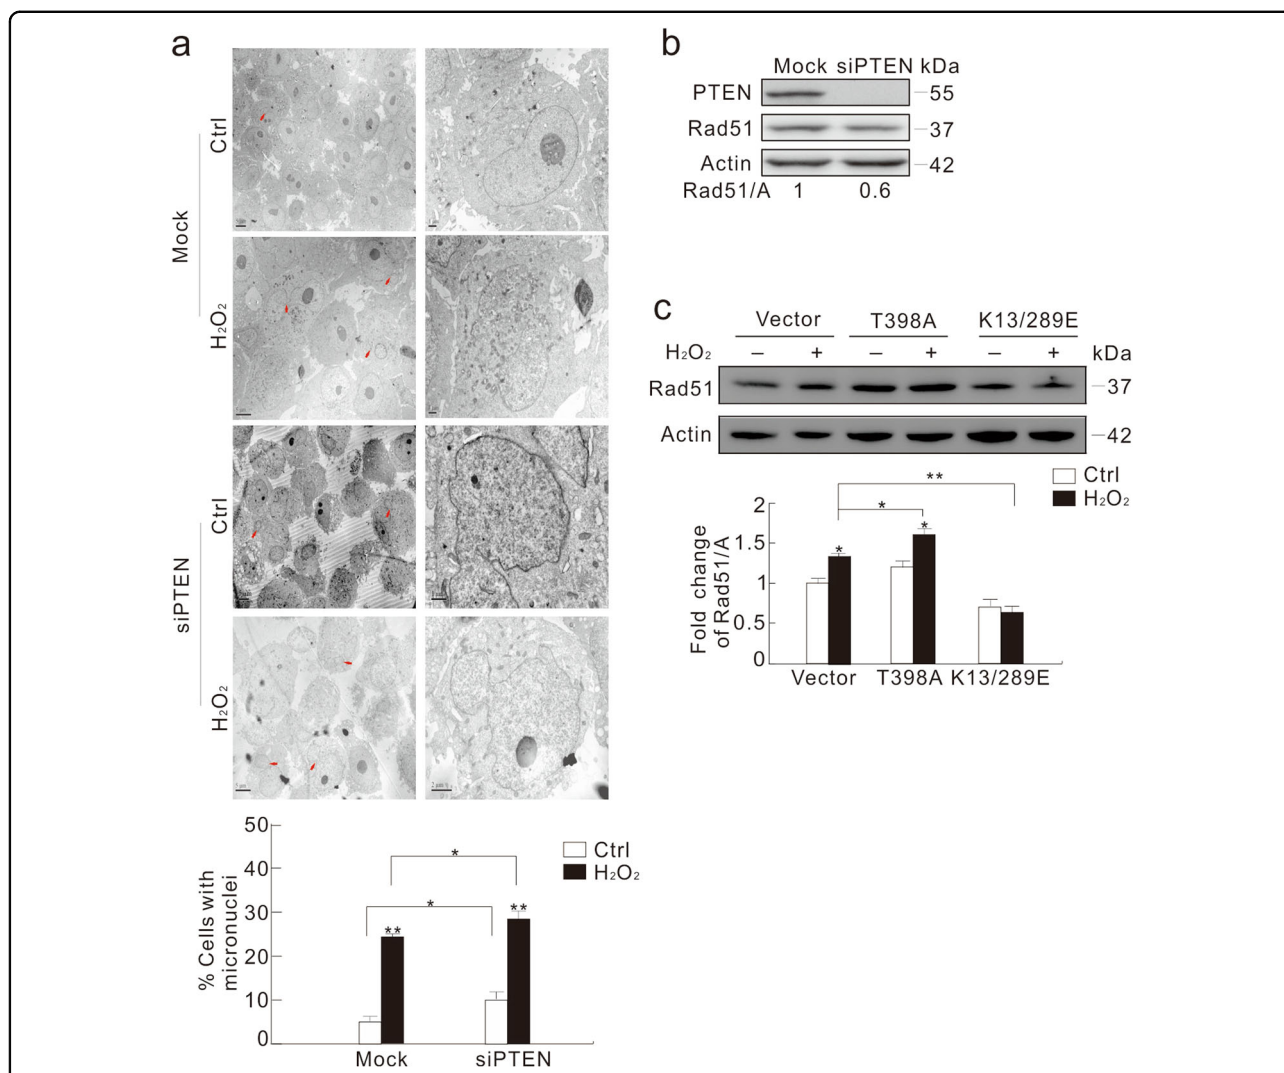 a
Mock
Ctrl
H₂O₂
siPTEN
Ctrl
H₂O₂
2 μm
50
40
30
20
10
0
% Cells with
micronuclei
Ctrl
H₂O₂
*
*
**
**
Mock siPTEN
b
Mock siPTEN kDa
PTEN 55
Rad51 37
Actin 42
Rad51/A 1 0.6
c
Vector T398A K13/289E
H₂O₂ – + – + – + kDa
Rad51 37
Actin 42
Ctrl
H₂O₂
**
*
*
*
2
1.5
1
0.5
0
Fold change
of Rad51/A
Vector T398A K13/289E